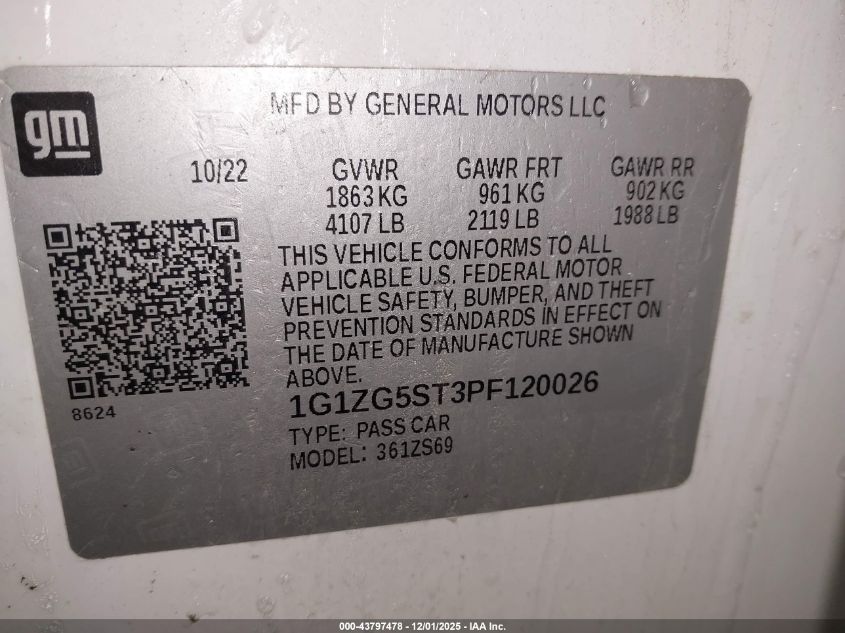 gm
MFD BY GENERAL MOTORS LLC
10/22
GVWR GAWR FRT GAWR RR
1863 KG 961 KG 902 KG
4107 LB 2119 LB 1988 LB
THIS VEHICLE CONFORMS TO ALL
APPLICABLE U.S. FEDERAL MOTOR
VEHICLE SAFETY, BUMPER, AND THEFT
PREVENTION STANDARDS IN EFFECT ON
THE DATE OF MANUFACTURE SHOWN
ABOVE.
8624
1G1ZG5ST3PF120026
TYPE: PASS CAR
MODEL: 361ZS69
000-43797478 - 12/01/2025 - IAA Inc.